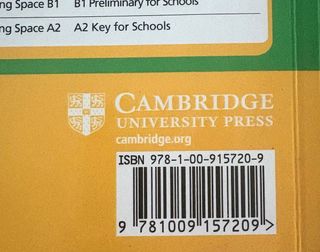 ng Space B1 B1 Preliminary for Schools
ng Space A2 A2 Key for Schools
CAMBRIDGE
UNIVERSITY PRESS
cambridge.org
ISBN 978-1-00-915720-9
9 781009 157209 >